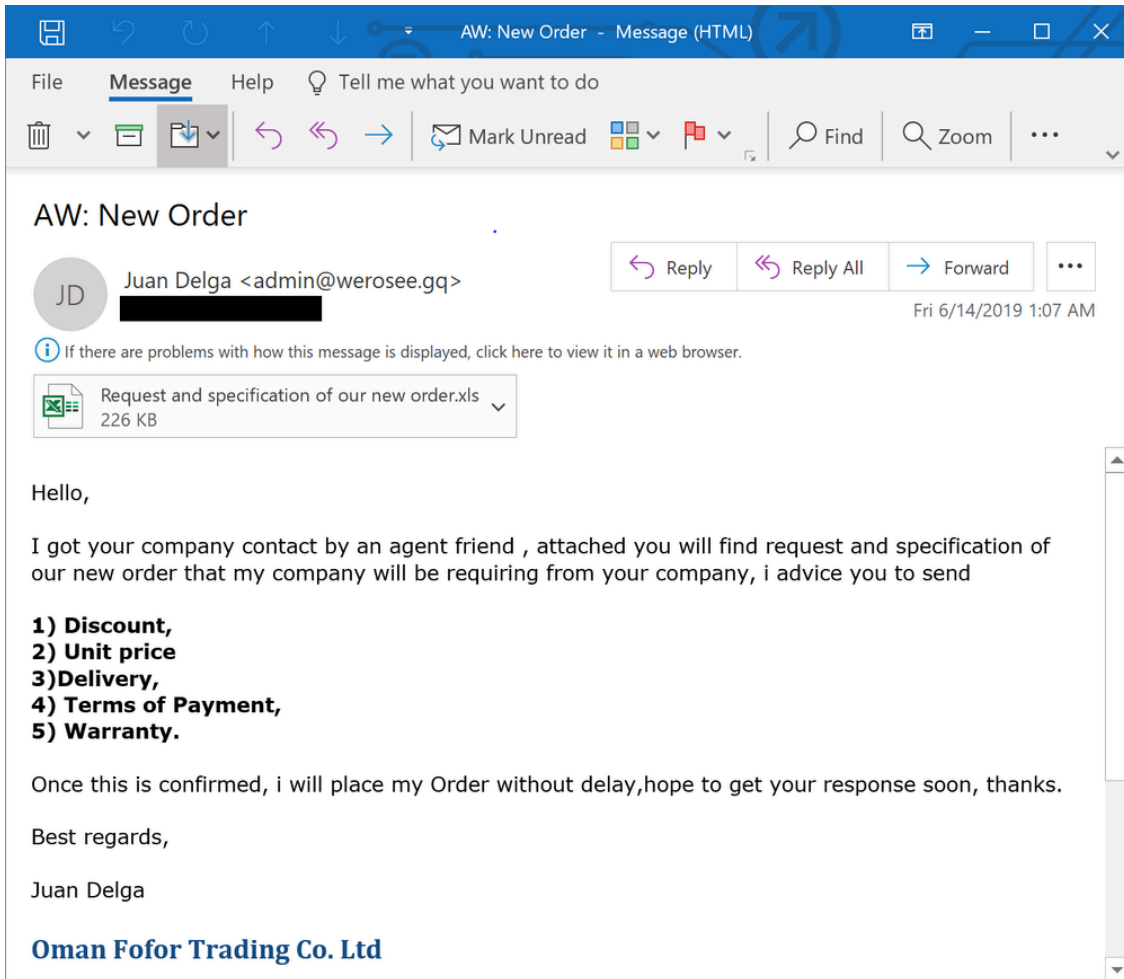 AW: New Order - Message (HTML)
File Message Help Tell me what you want to do
Mark Unread Find Zoom
AW: New Order
JD
Juan Delga <admin@werosee.gq>
Reply Reply All Forward
Fri 6/14/2019 1:07 AM
If there are problems with how this message is displayed, click here to view it in a web browser.
Request and specification of our new order.xls
226 KB
Hello,
I got your company contact by an agent friend , attached you will find request and specification of
our new order that my company will be requiring from your company, i advice you to send
1) Discount,
2) Unit price
3)Delivery,
4) Terms of Payment,
5) Warranty.
Once this is confirmed, i will place my Order without delay,hope to get your response soon, thanks.
Best regards,
Juan Delga
Oman Fofor Trading Co. Ltd